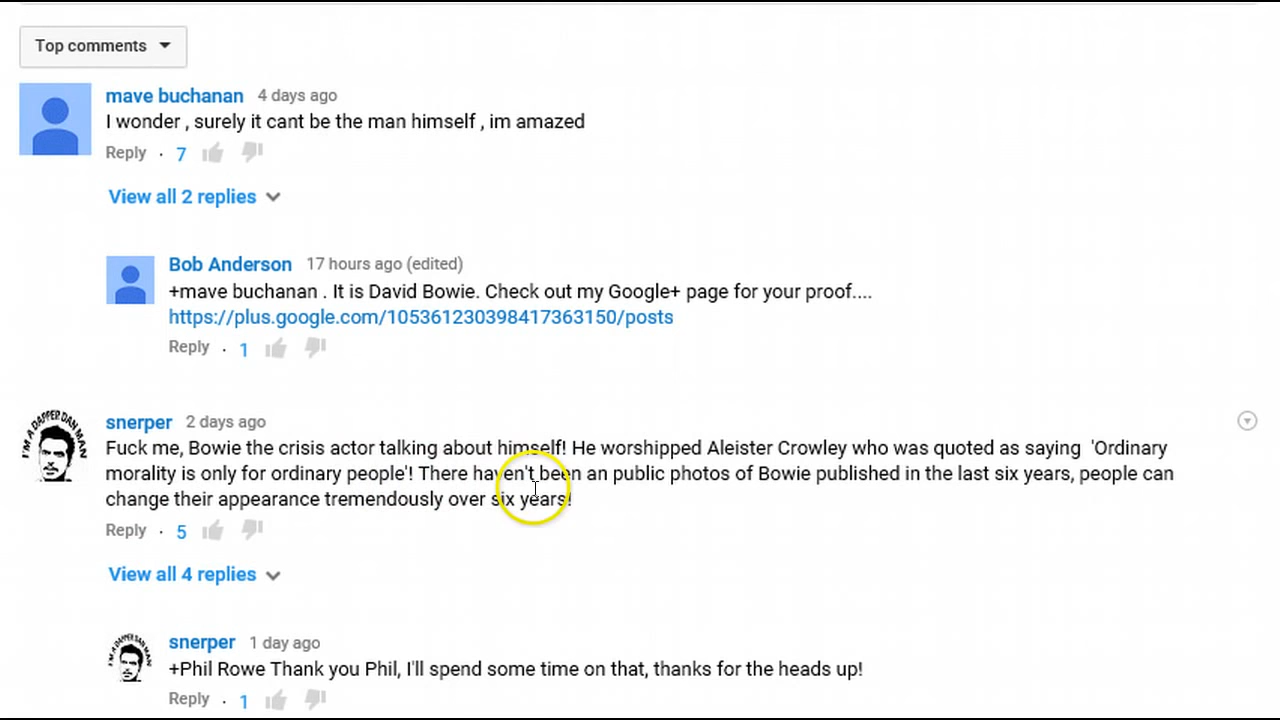 Top comments
mave buchanan 4 days ago
I wonder , surely it cant be the man himself , im amazed
Reply · 7
View all 2 replies
Bob Anderson 17 hours ago (edited)
+mave buchanan . It is David Bowie. Check out my Google+ page for your proof....
https://plus.google.com/105361230398417363150/posts
Reply · 1
I'M A DAPPER DAN MAN
snerper 2 days ago
Fuck me, Bowie the crisis actor talking about himself! He worshipped Aleister Crowley who was quoted as saying 'Ordinary
morality is only for ordinary people'! There haven't been an public photos of Bowie published in the last six years, people can
change their appearance tremendously over six years!
Reply · 5
View all 4 replies
I'M A DAPPER DAN MAN
snerper 1 day ago
+Phil Rowe Thank you Phil, I'll spend some time on that, thanks for the heads up!
Reply · 1